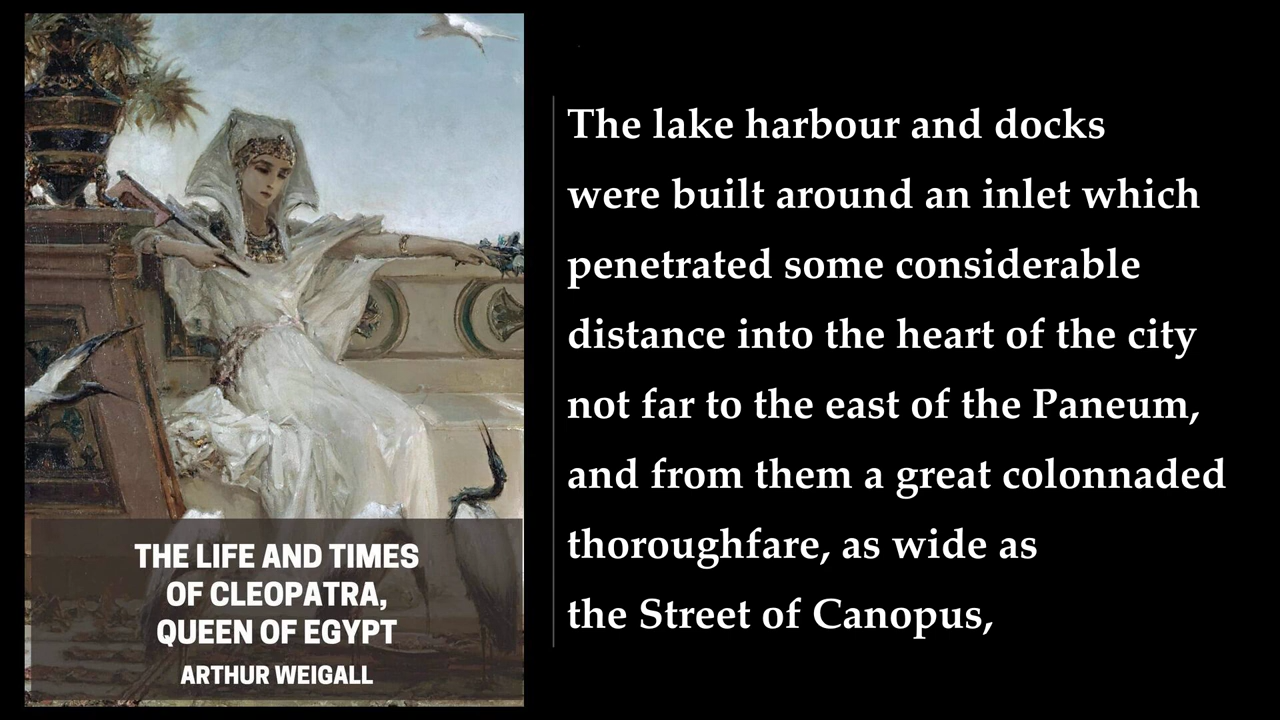 THE LIFE AND TIMES
OF CLEOPATRA,
QUEEN OF EGYPT
ARTHUR WEIGALL
The lake harbour and docks
were built around an inlet which
penetrated some considerable
distance into the heart of the city
not far to the east of the Paneum,
and from them a great colonnaded
thoroughfare, as wide as
the Street of Canopus,